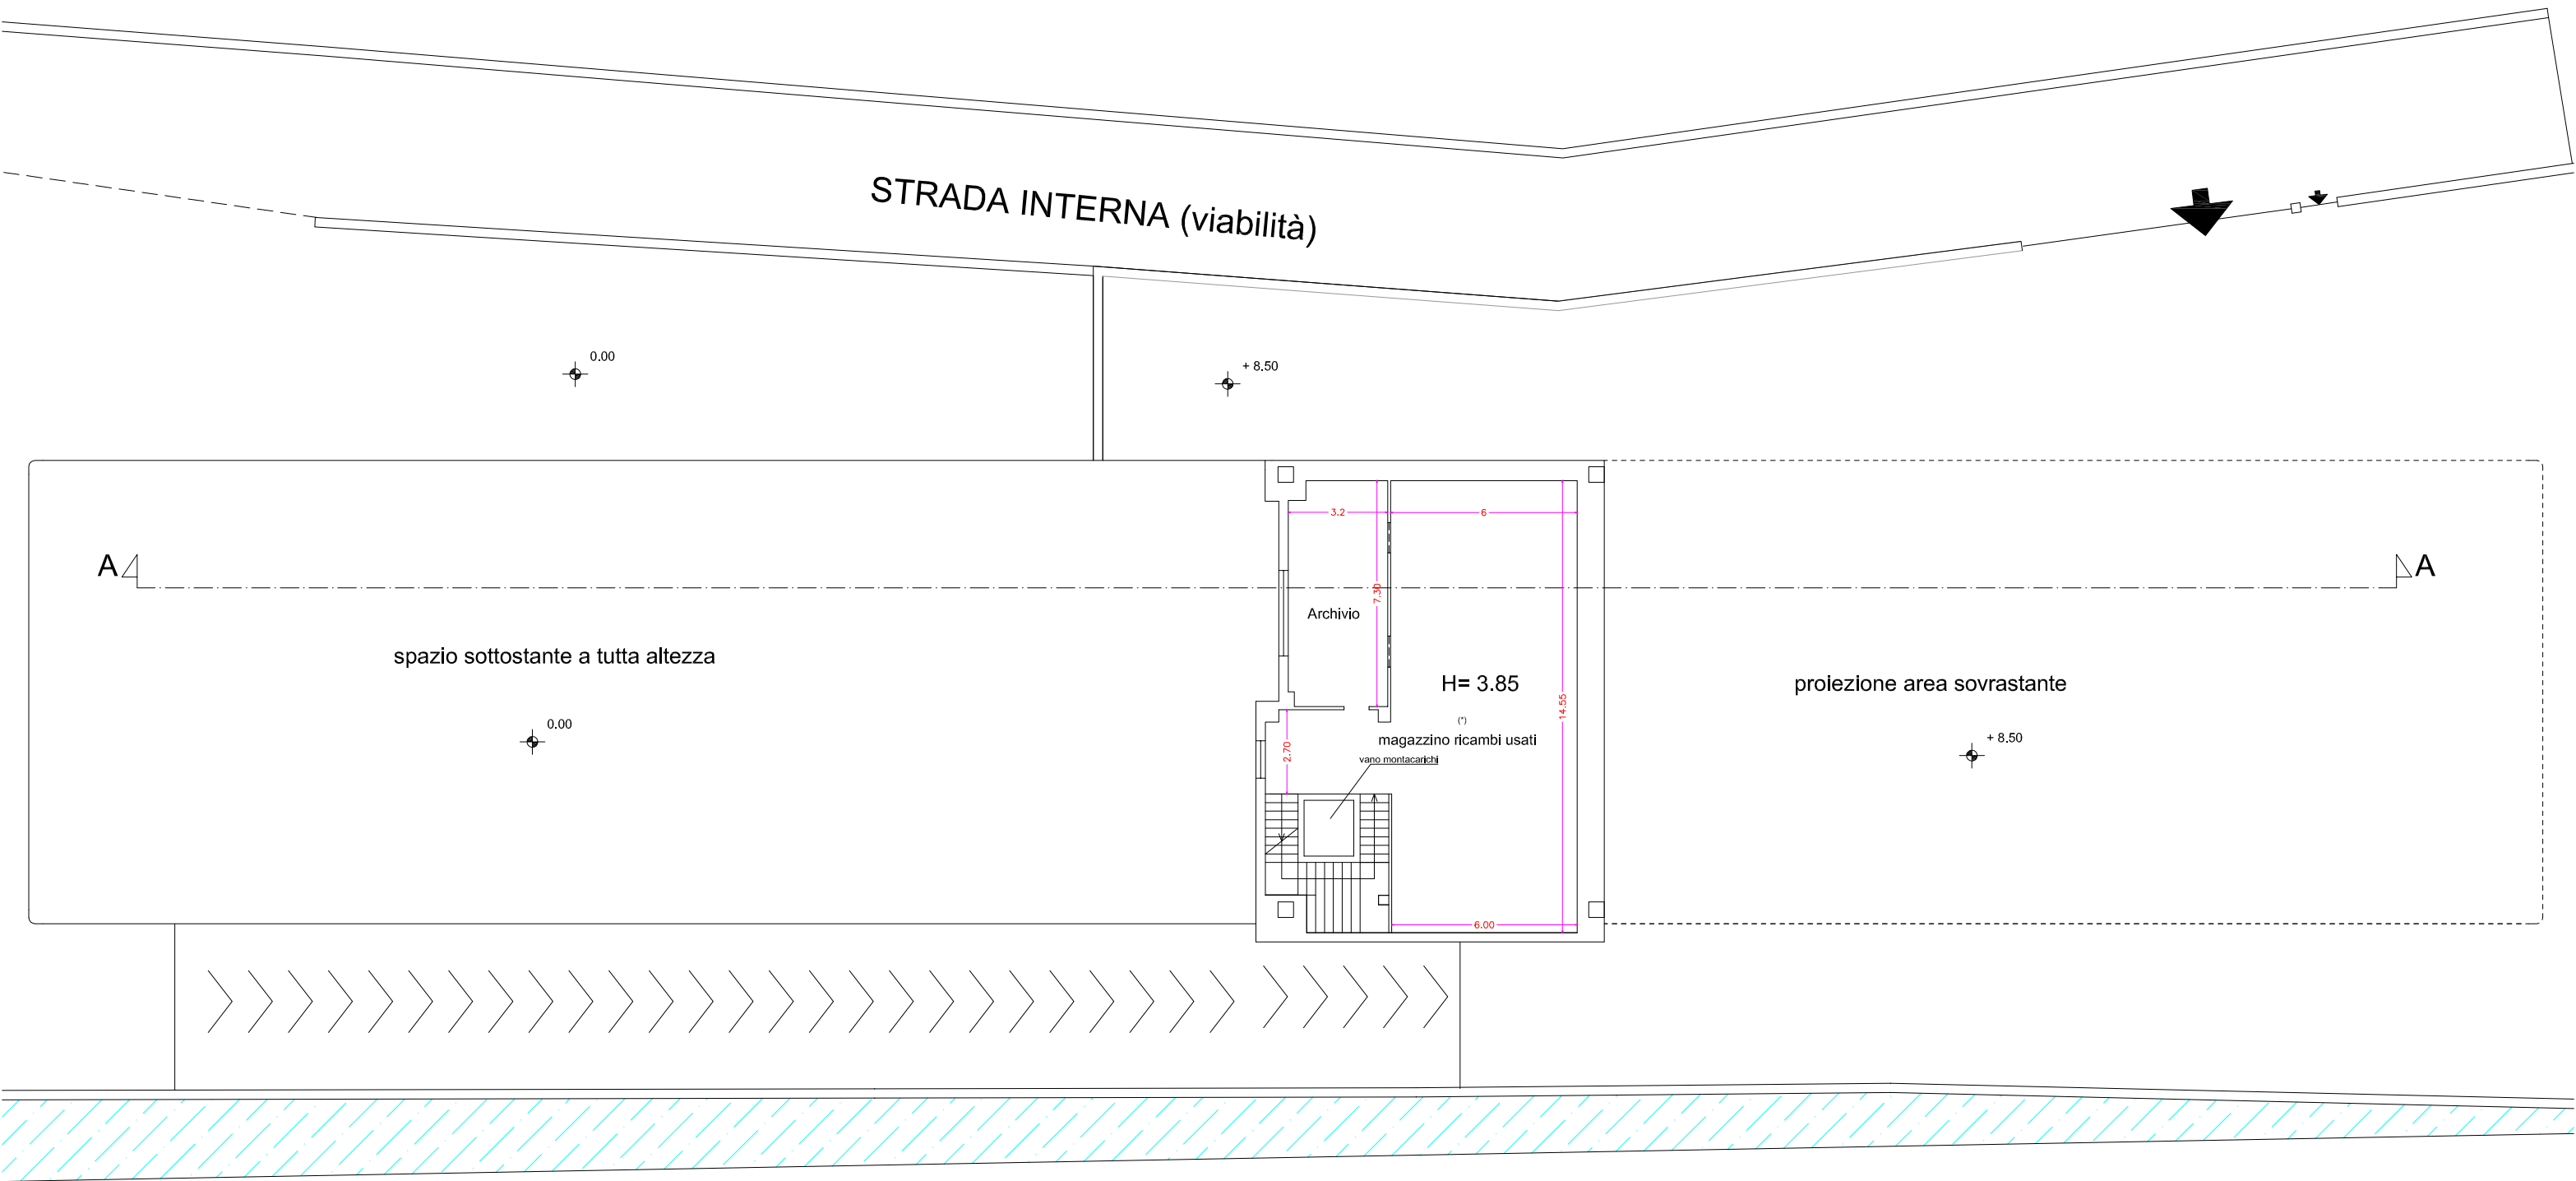 STRADA INTERNA (viabilità)
0.00
+ 8.50
3.2
6
A
A
7.30
Archivio
spazio sottostante a tutta altezza
H= 3.85
proiezione area sovrastante
14.55
(*)
0.00
magazzino ricambi usati
+ 8.50
2.70
vano montacarichi
6.00